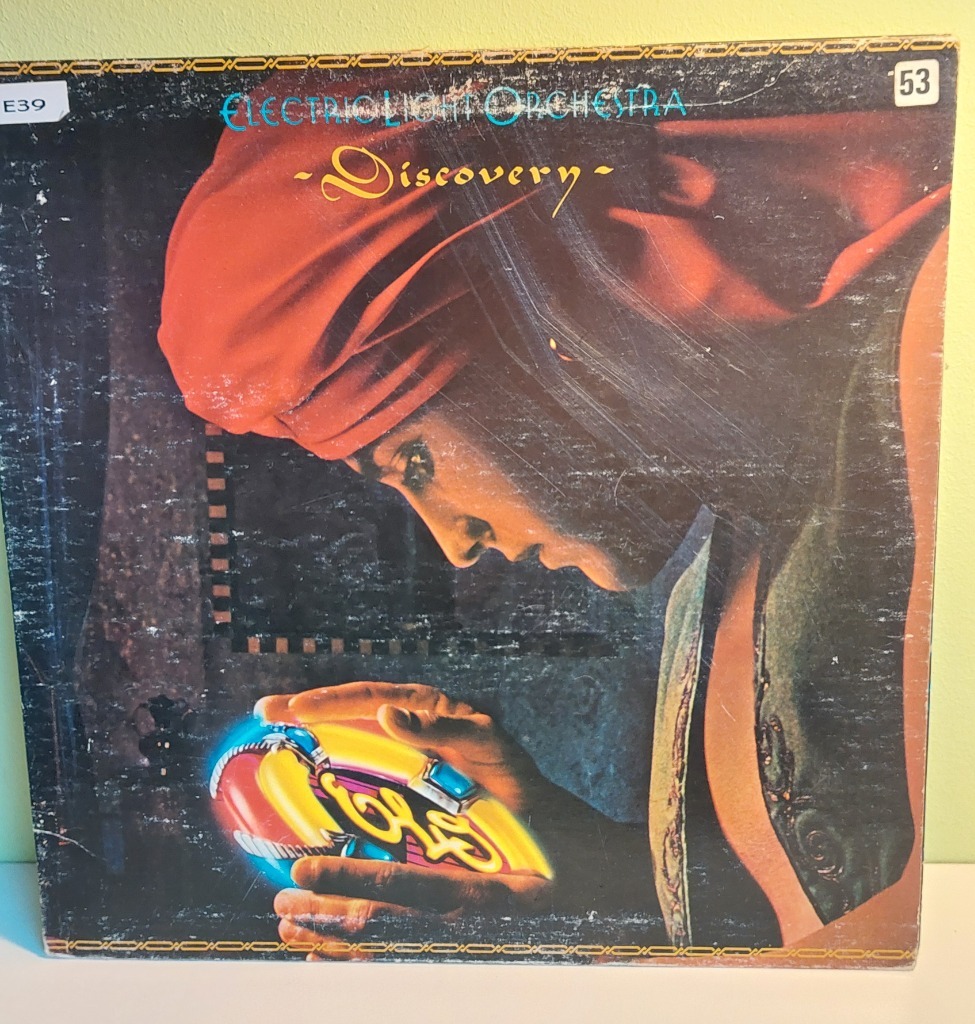 E39
53
Electric Light Orchestra
-Discovery-
ELO